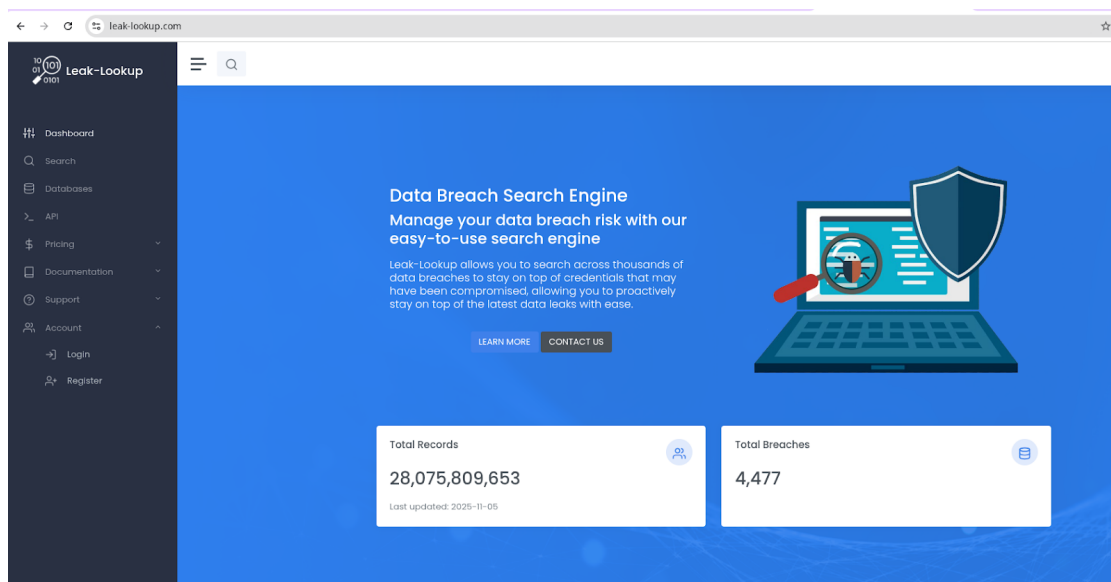 leak-lookup.com
10
01 101
0101
Leak-Lookup
Dashboard
Search
Databases
API
Pricing
Documentation
Support
Account
Login
Register
Data Breach Search Engine
Manage your data breach risk with our
easy-to-use search engine
Leak-Lookup allows you to search across thousands of
data breaches to stay on top of credentials that may
have been compromised, allowing you to proactively
stay on top of the latest data leaks with ease.
LEARN MORE CONTACT US
Total Records
28,075,809,653
Last updated: 2025-11-05
Total Breaches
4,477